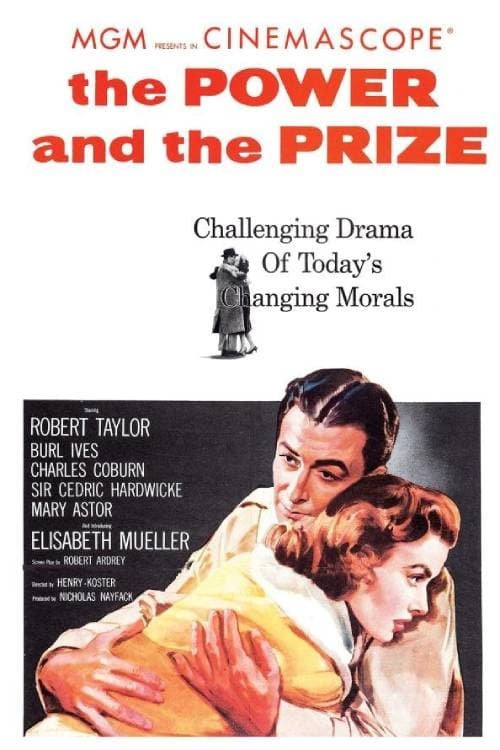 MGM PRESENTS IN CINEMASCOPE®
the POWER
and the PRIZE
Challenging Drama
Of Today's
Changing Morals
Starring
ROBERT TAYLOR
BURL IVES
CHARLES COBURN
SIR CEDRIC HARDWICKE
MARY ASTOR
And Introducing
ELISABETH MUELLER
Screen Play by ROBERT ARDREY
Directed by HENRY KOSTER
Produced by NICHOLAS NAYFACK